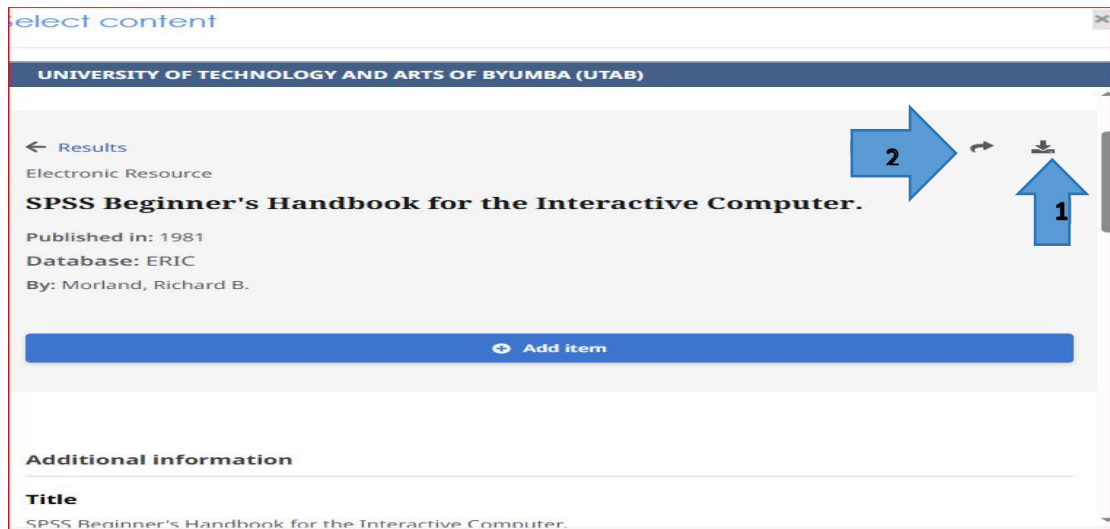 Select content
UNIVERSITY OF TECHNOLOGY AND ARTS OF BYUMBA (UTAB)
Results
2
Electronic Resource
SPSS Beginner's Handbook for the Interactive Computer.
1
Published in: 1981
Database: ERIC
By: Morland, Richard B.
Add item
Additional information
Title
SPSS Beginner's Handbook for the Interactive Computer.